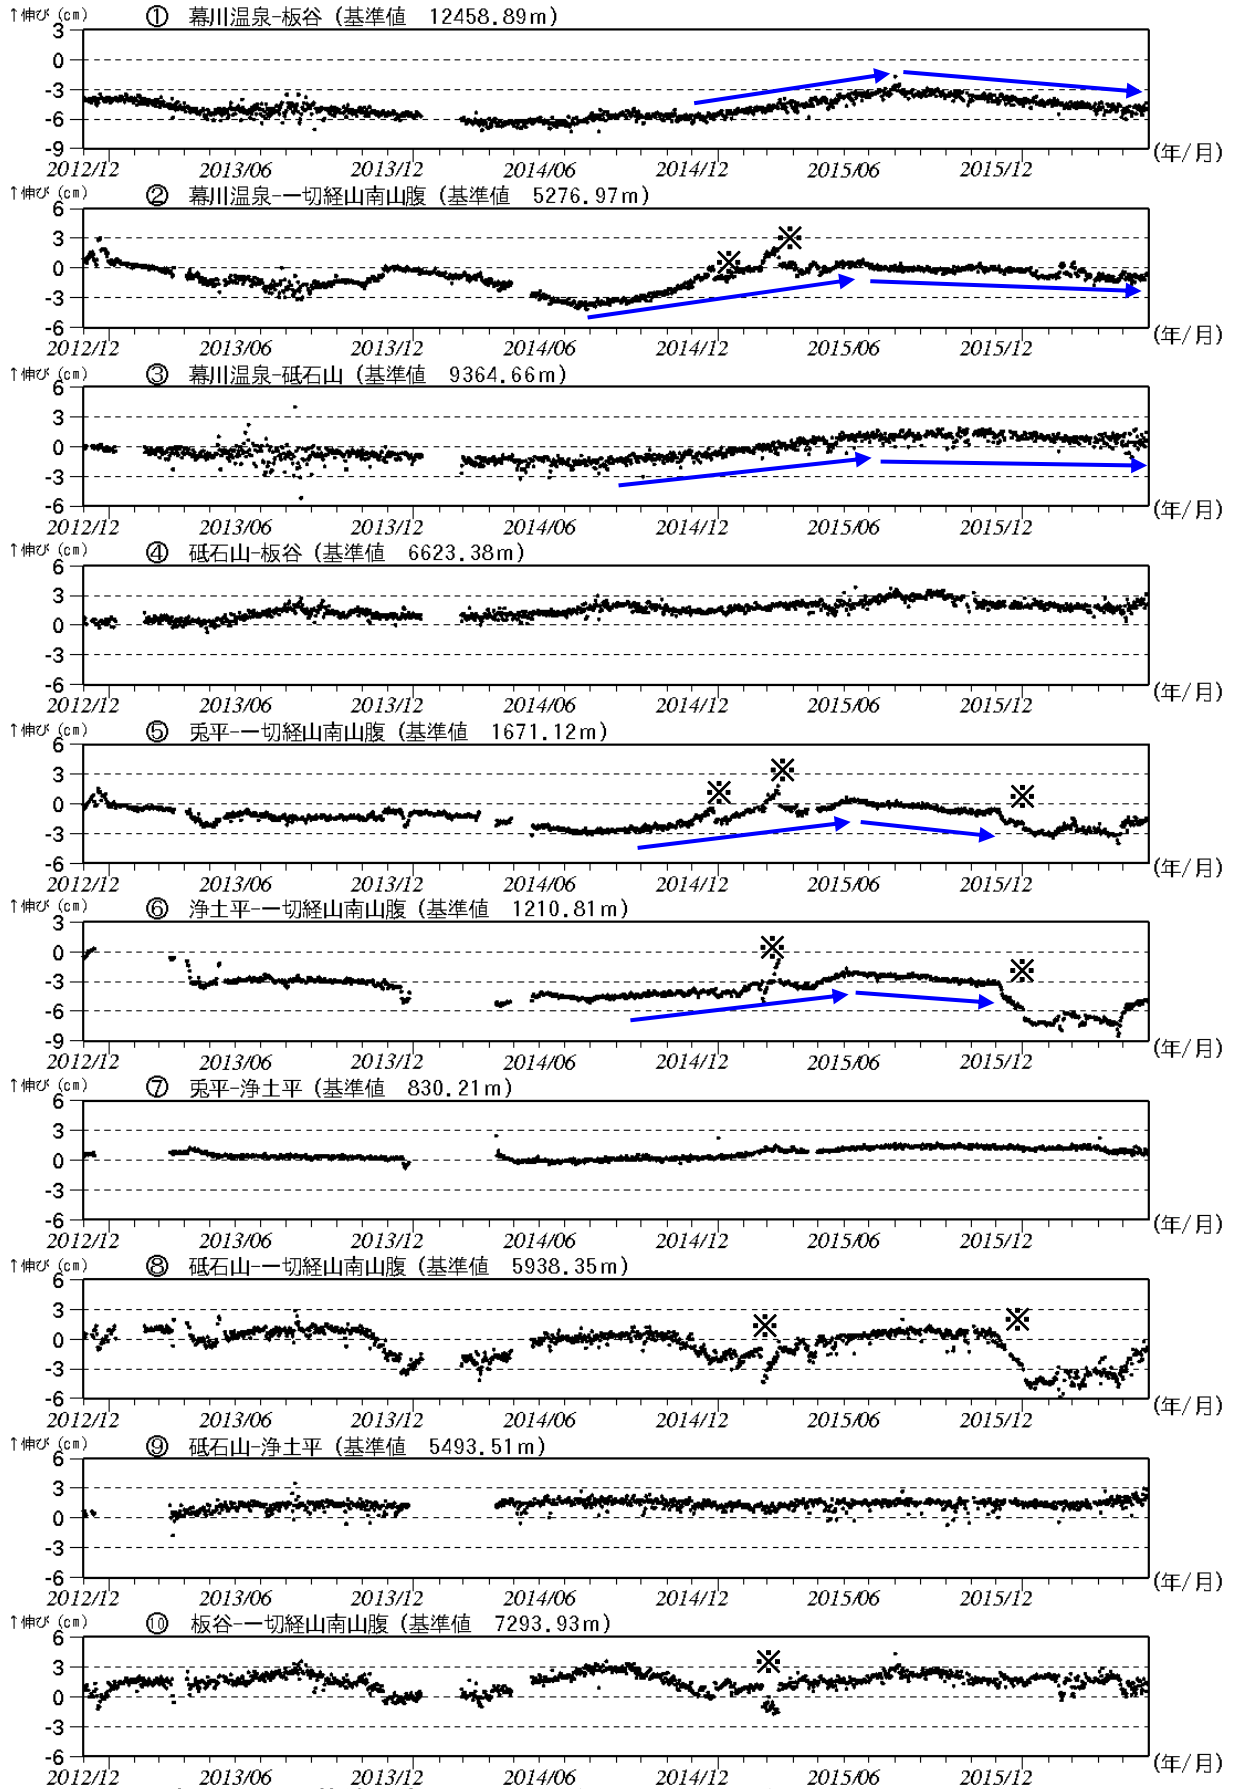 ↑伸び(cm) ① 幕川温泉-板谷 (基準値 12458.89m)
3
0
-3
-6
-9
2012/12 2013/06 2013/12 2014/06 2014/12 2015/06 2015/12 (年/月)
↑伸び(cm) ② 幕川温泉-一切経山南山腹 (基準値 5276.97m)
6
3 ※
0 ※
-3
-6
2012/12 2013/06 2013/12 2014/06 2014/12 2015/06 2015/12 (年/月)
↑伸び(cm) ③ 幕川温泉-砥石山 (基準値 9364.66m)
6
3
0
-3
-6
2012/12 2013/06 2013/12 2014/06 2014/12 2015/06 2015/12 (年/月)
↑伸び(cm) ④ 砥石山-板谷 (基準値 6623.38m)
6
3
0
-3
-6
2012/12 2013/06 2013/12 2014/06 2014/12 2015/06 2015/12 (年/月)
↑伸び(cm) ⑤ 兎平-一切経山南山腹 (基準値 1671.12m)
6
3 ※
0 ※ ※
-3
-6
2012/12 2013/06 2013/12 2014/06 2014/12 2015/06 2015/12 (年/月)
↑伸び(cm) ⑥ 浄土平-一切経山南山腹 (基準値 1210.81m)
3
0 ※
-3 ※
-6
-9
2012/12 2013/06 2013/12 2014/06 2014/12 2015/06 2015/12 (年/月)
↑伸び(cm) ⑦ 兎平-浄土平 (基準値 830.21m)
6
3
0
-3
-6
2012/12 2013/06 2013/12 2014/06 2014/12 2015/06 2015/12 (年/月)
↑伸び(cm) ⑧ 砥石山-一切経山南山腹 (基準値 5938.35m)
6
3 ※ ※
0
-3
-6
2012/12 2013/06 2013/12 2014/06 2014/12 2015/06 2015/12 (年/月)
↑伸び(cm) ⑨ 砥石山-浄土平 (基準値 5493.51m)
6
3
0
-3
-6
2012/12 2013/06 2013/12 2014/06 2014/12 2015/06 2015/12 (年/月)
↑伸び(cm) ⑩ 板谷-一切経山南山腹 (基準値 7293.93m)
6
3 ※
0
-3
-6
2012/12 2013/06 2013/12 2014/06 2014/12 2015/06 2015/12 (年/月)